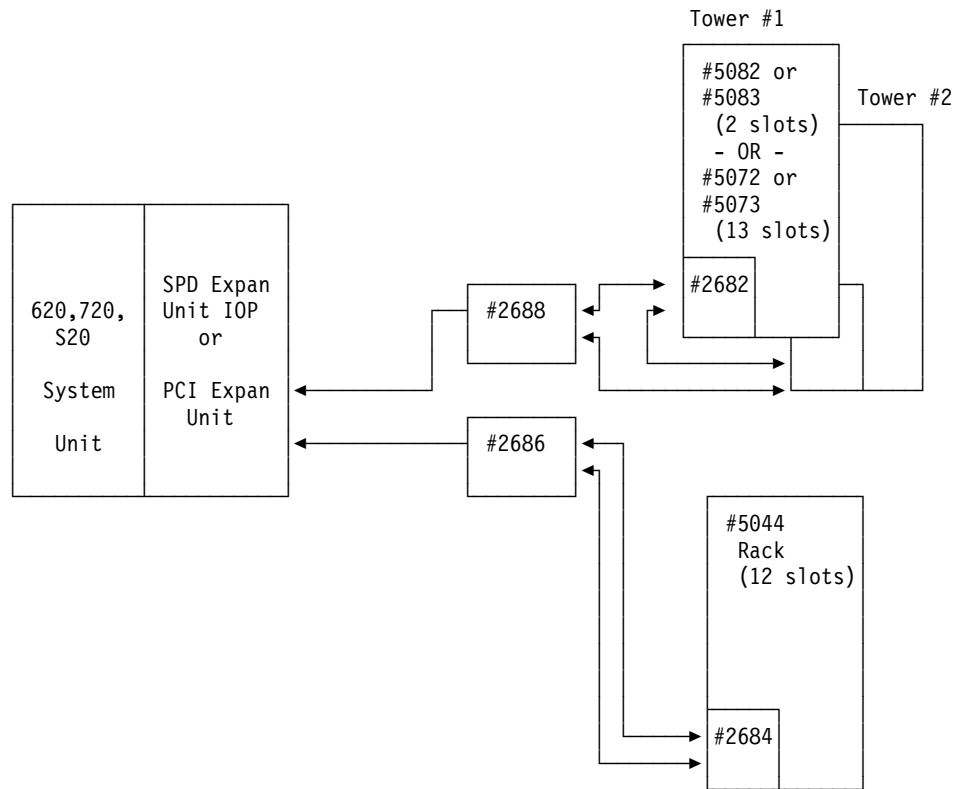 Tower #1
#5082 or
#5083
(2 slots)
- OR -
#5072 or
#5073
(13 slots)
Tower #2
#2682
620,720,
S20
System
Unit
SPD Expan
Unit IOP
or
PCI Expan
Unit
#2688
#2686
#5044
Rack
(12 slots)
#2684